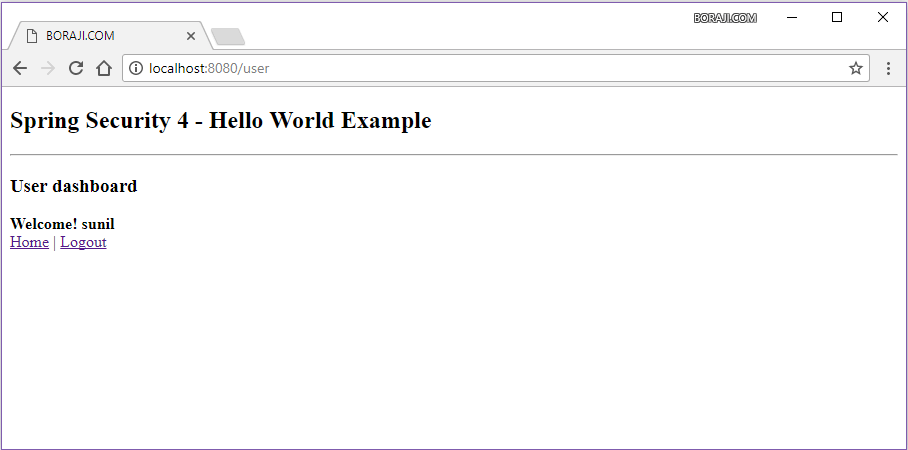 BORAJI.COM
BORAJI.COM
localhost:8080/user
Spring Security 4 - Hello World Example
User dashboard
Welcome! sunil
Home | Logout